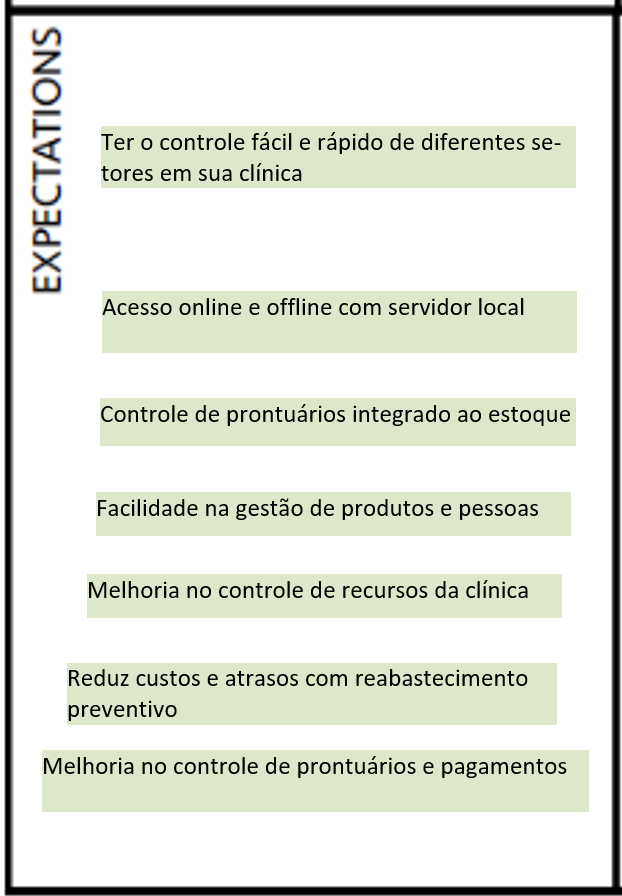 EXPECTATIONS
Ter o controle fácil e rápido de diferentes se-
tores em sua clínica
Acesso online e offline com servidor local
Controle de prontuários integrado ao estoque
Facilidade na gestão de produtos e pessoas
Melhoria no controle de recursos da clínica
Reduz custos e atrasos com reabastecimento
preventivo
Melhoria no controle de prontuários e pagamentos